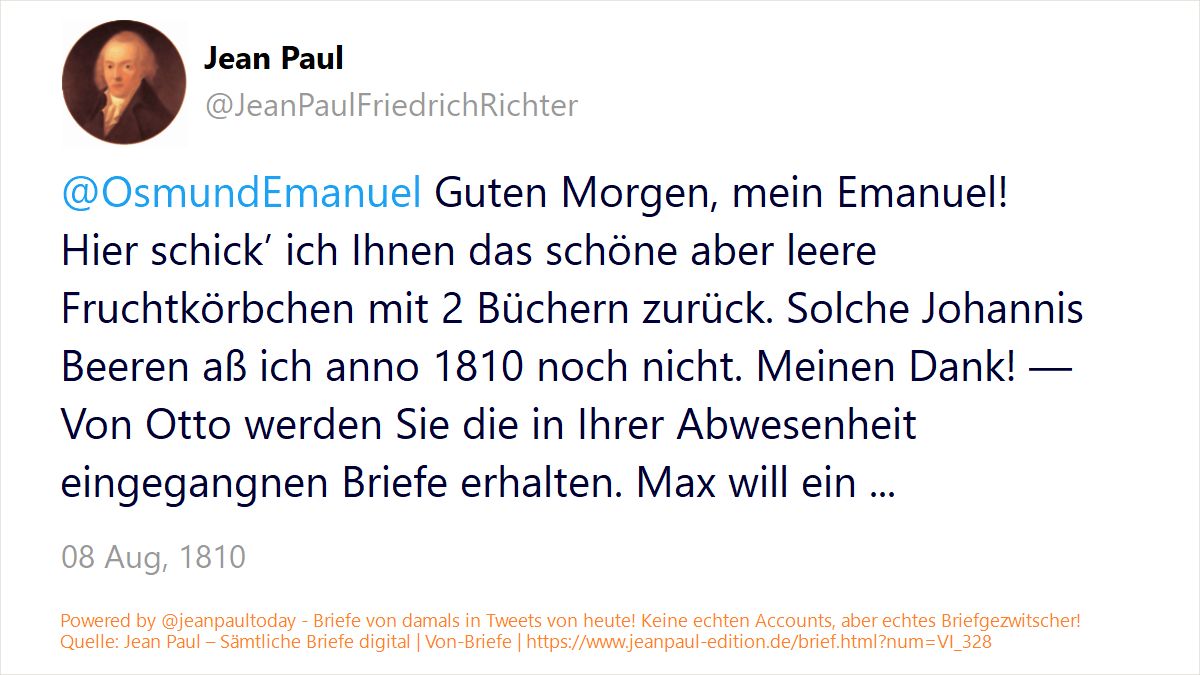 Jean Paul
@JeanPaulFriedrichRichter
@OsmundEmanuel Guten Morgen, mein Emanuel!
Hier schick’ ich Ihnen das schöne aber leere
Fruchtkörbchen mit 2 Büchern zurück. Solche Johannis
Beeren aß ich anno 1810 noch nicht. Meinen Dank! —
Von Otto werden Sie die in Ihrer Abwesenheit
eingegangnen Briefe erhalten. Max will ein ...
08 Aug, 1810
Powered by @jeanpaultoday - Briefe von damals in Tweets von heute! Keine echten Accounts, aber echtes Briefgezwitscher!
Quelle: Jean Paul – Sämtliche Briefe digital | Von-Briefe | https://www.jeanpaul-edition.de/brief.html?num=VI_328